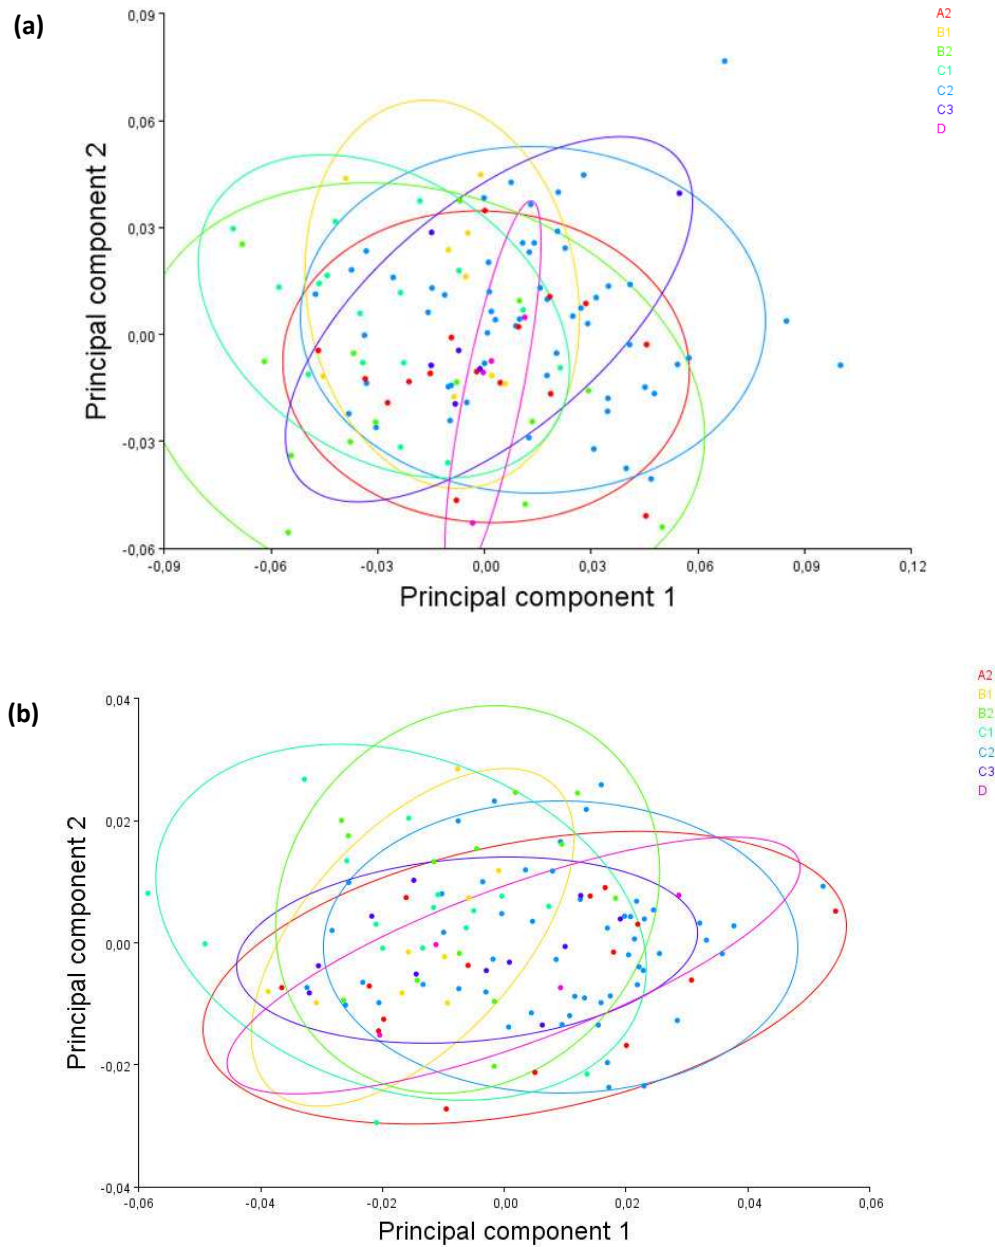 (a)
0,09
0,06
0,03
0,00
-0,03
-0,06
Principal component 2
-0,09
-0,06
-0,03
0,00
0,03
0,06
0,09
0,12
Principal component 1
A2
B1
B2
C1
C2
C3
D
(b)
0,04
0,02
0,00
-0,02
-0,04
Principal component 2
-0,06
-0,04
-0,02
0,00
0,02
0,04
0,06
Principal component 1
A2
B1
B2
C1
C2
C3
D